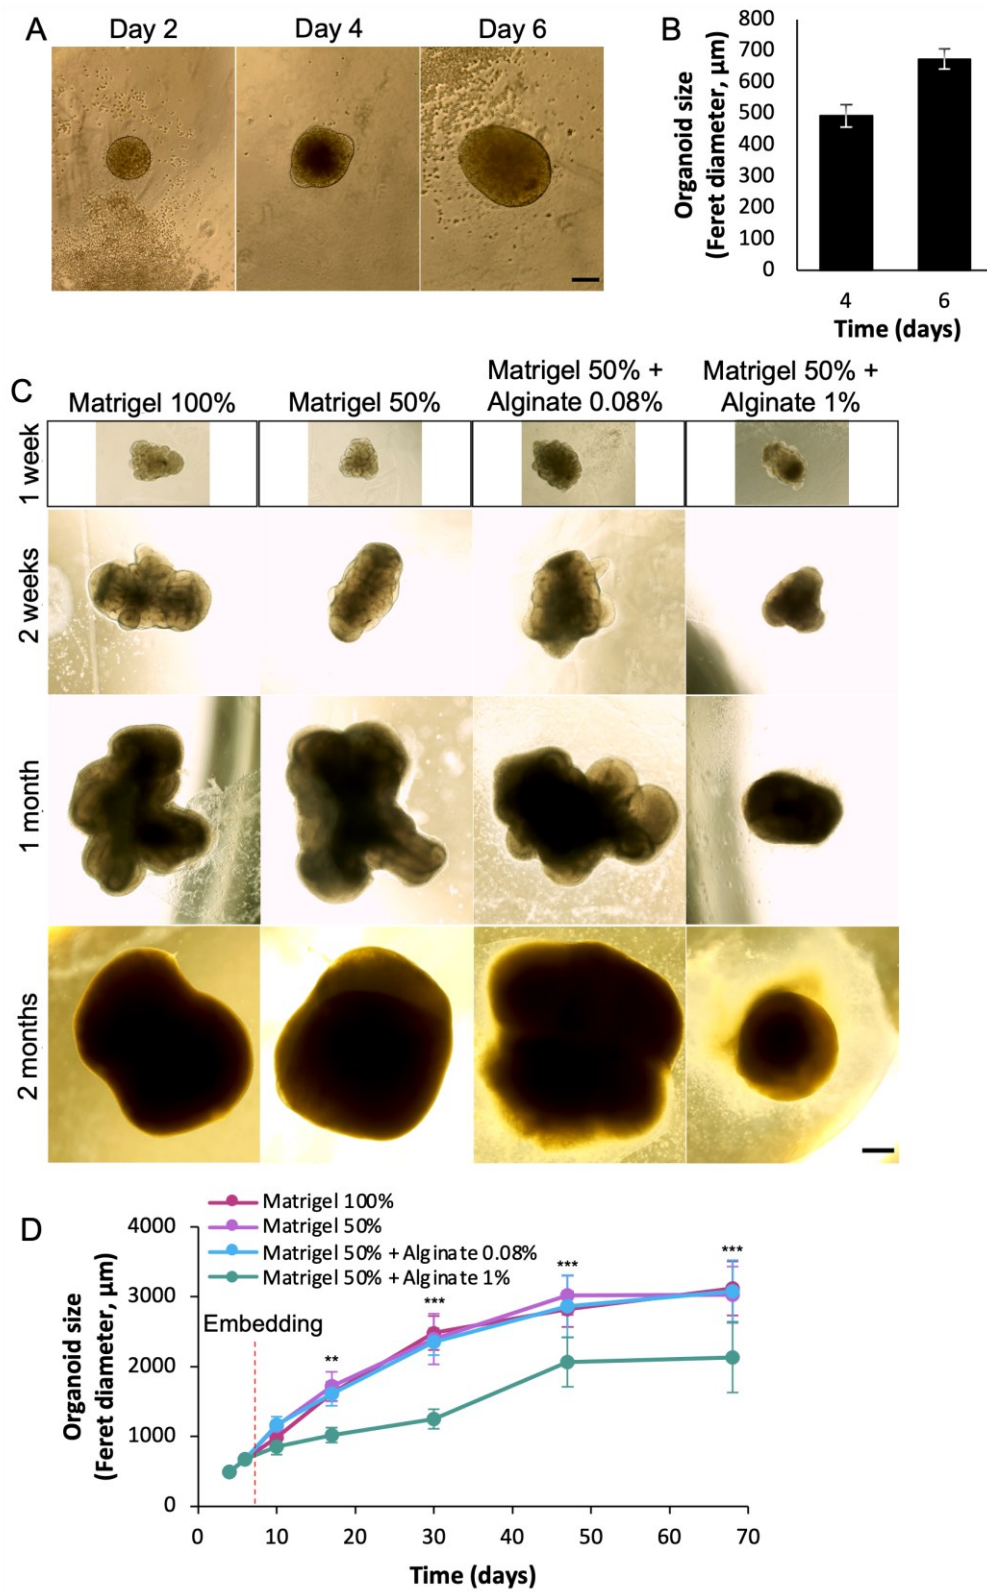 A
Day 2
Day 4
Day 6
B
Organoid size
(Feret diameter, µm)
800
700
600
500
400
300
200
100
0
4
6
Time (days)
C
Matrigel 100%
Matrigel 50%
Matrigel 50% +
Alginate 0.08%
Matrigel 50% +
Alginate 1%
1 week
2 weeks
1 month
2 months
D
Matrigel 100%
Matrigel 50%
Matrigel 50% + Alginate 0.08%
Matrigel 50% + Alginate 1%
Organoid size
(Feret diameter, µm)
4000
3000
2000
1000
0
Embedding
**
***
***
***
0
10
20
30
40
50
60
70
Time (days)